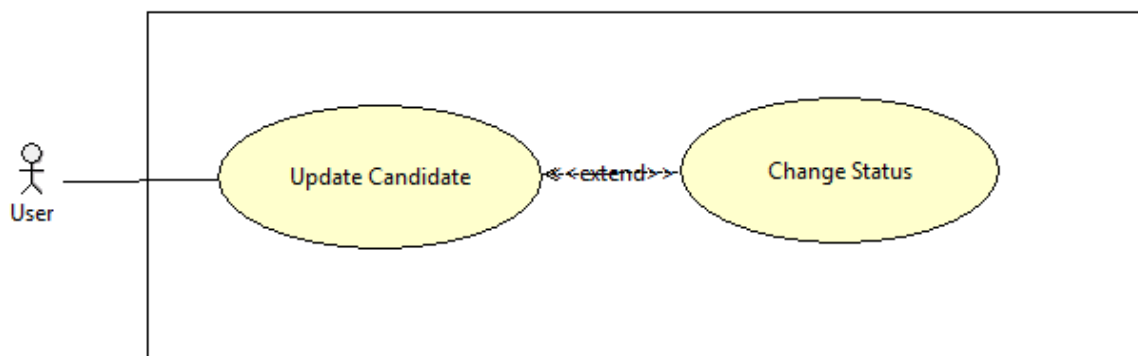 Update Candidate
<<extend>>
Change Status
User